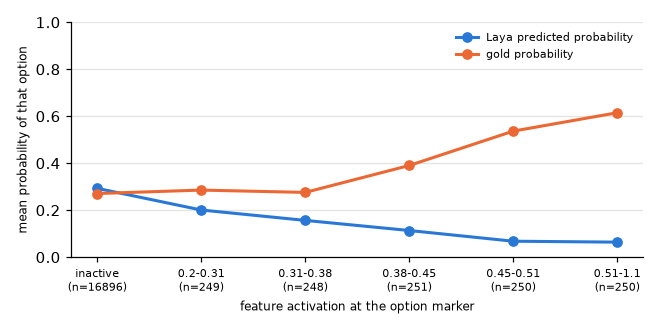 1.0
0.8
0.6
0.4
0.2
0.0
mean probability of that option
Laya predicted probability
gold probability
inactive
(n=16896)
0.2-0.31
(n=249)
0.31-0.38
(n=248)
0.38-0.45
(n=251)
0.45-0.51
(n=250)
0.51-1.1
(n=250)
feature activation at the option marker